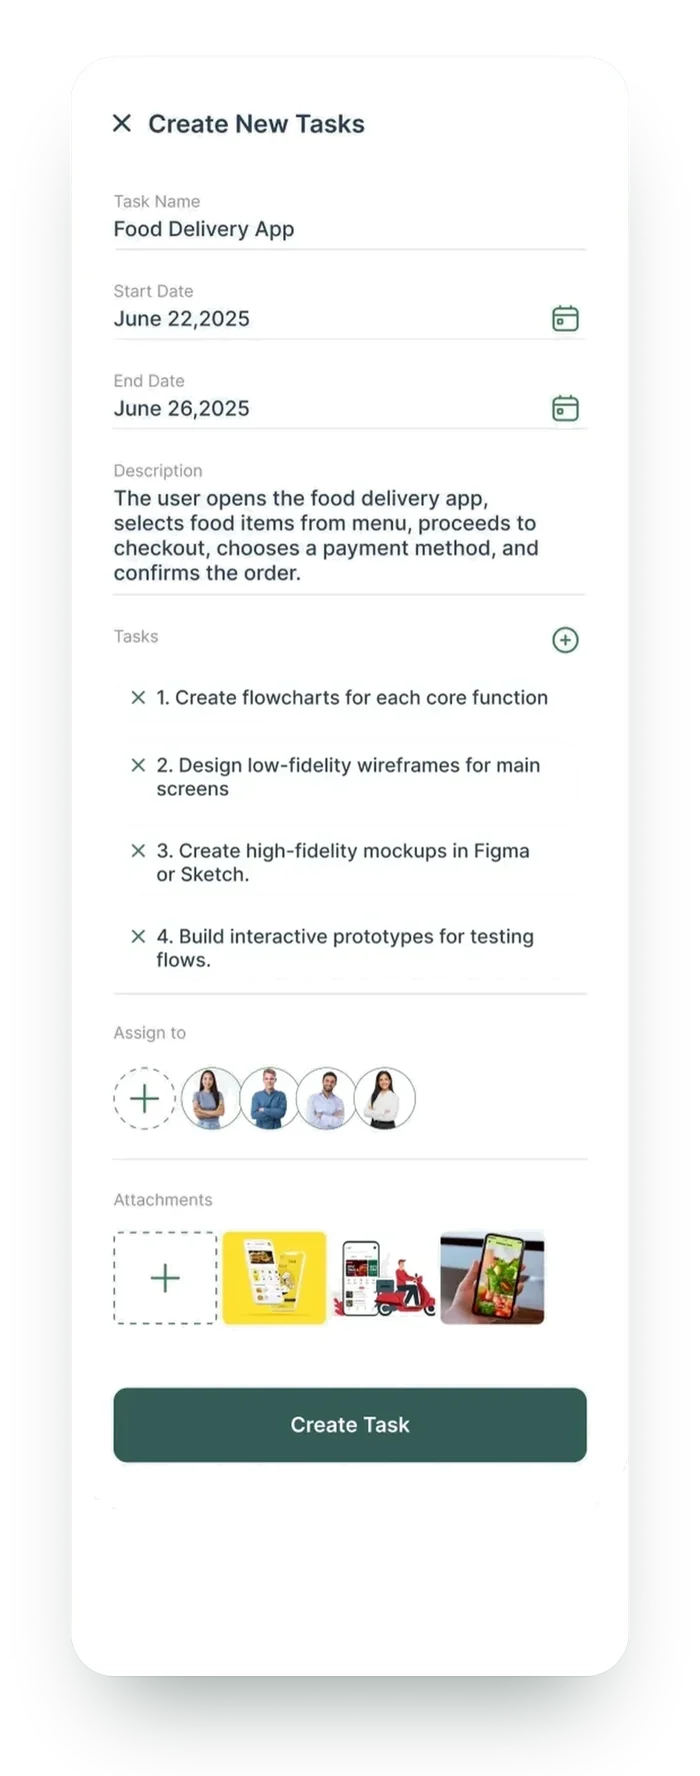 Create New Tasks
Task Name
Food Delivery App
Start Date
June 22,2025
End Date
June 26,2025
Description
The user opens the food delivery app,
selects food items from menu, proceeds to
checkout, chooses a payment method, and
confirms the order.
Tasks
1. Create flowcharts for each core function
2. Design low-fidelity wireframes for main
screens
3. Create high-fidelity mockups in Figma
or Sketch.
4. Build interactive prototypes for testing
flows.
Assign to
Attachments
Create Task